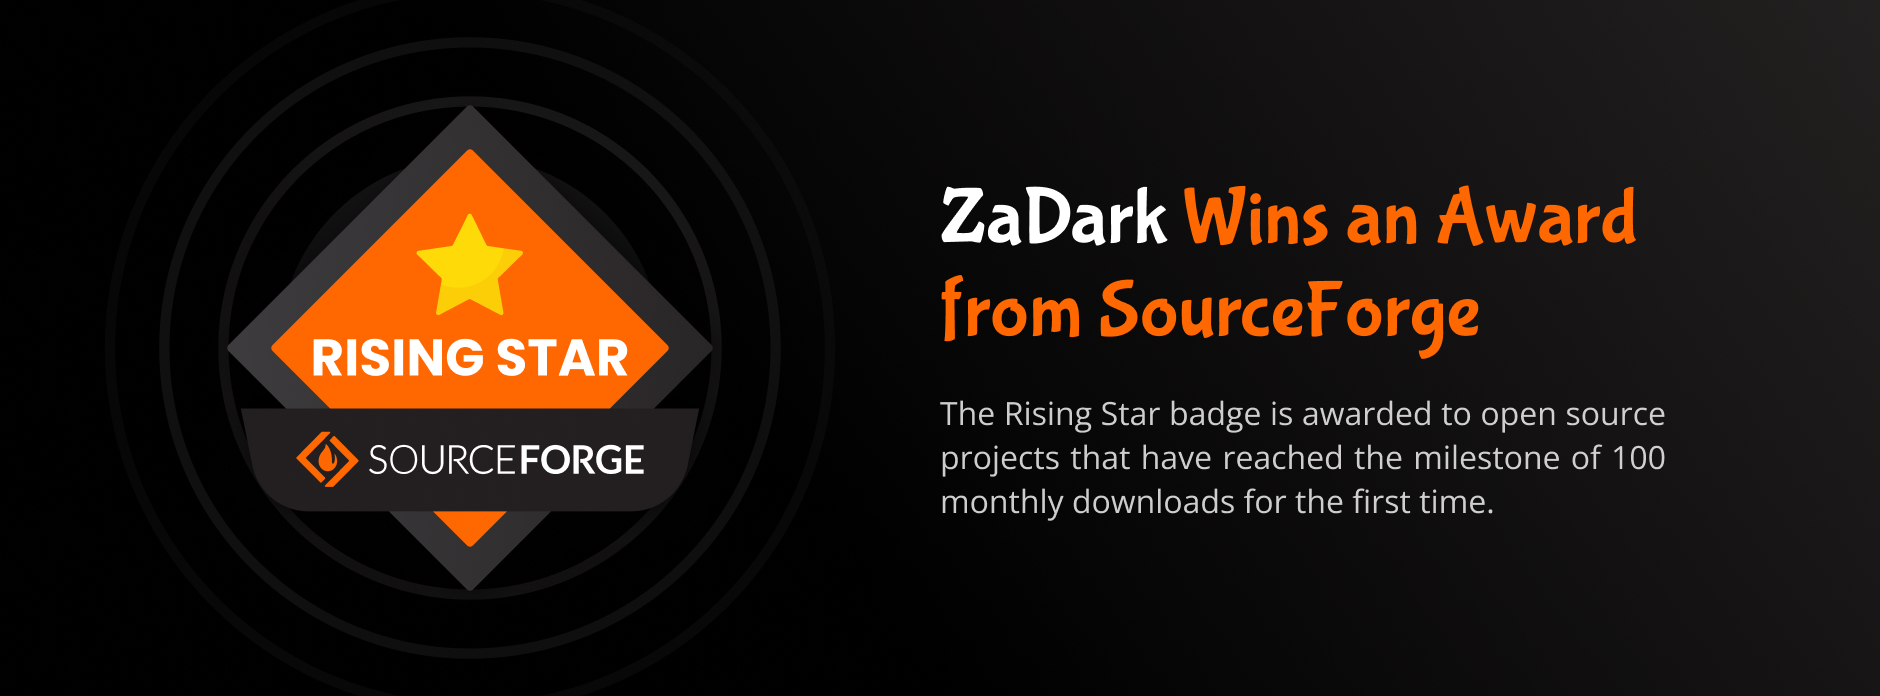 RISING STAR
SOURCEFORGE
ZaDark Wins an Award
from SourceForge
The Rising Star badge is awarded to open source
projects that have reached the milestone of 100
monthly downloads for the first time.